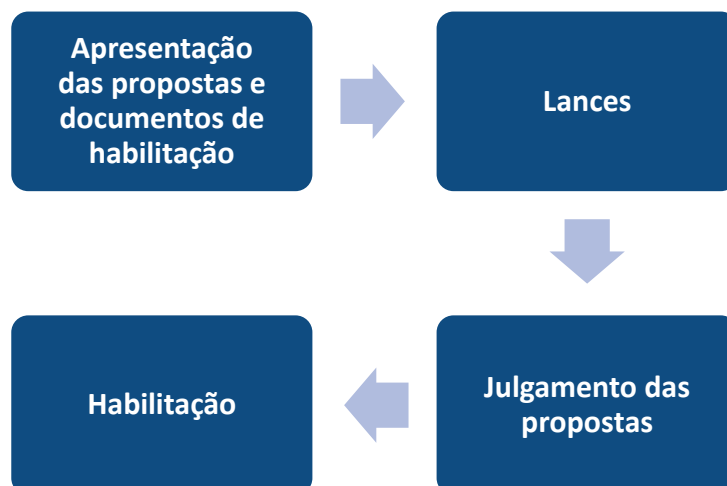 Apresentação
das propostas e
documentos de
habilitação
Lances
Julgamento das
propostas
Habilitação